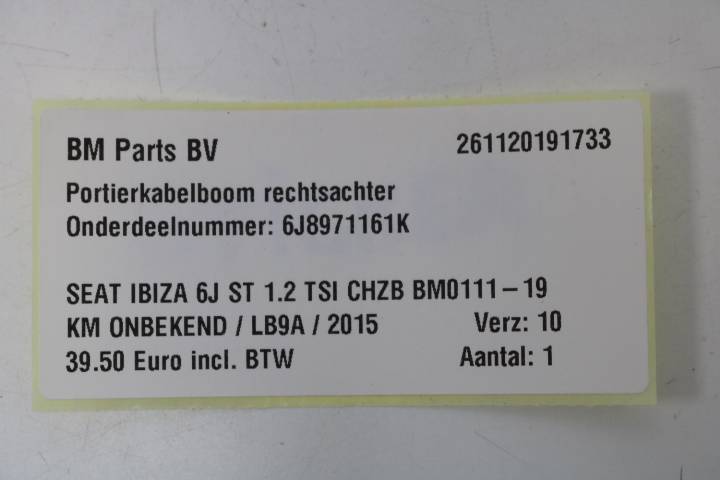 BM Parts BV 261120191733
Portierkabelboom rechtsachter
Onderdeelnummer: 6J8971161K
SEAT IBIZA 6J ST 1.2 TSI CHZB BM0111-19
KM ONBEKEND / LB9A / 2015 Verz: 10
39.50 Euro incl. BTW Aantal: 1